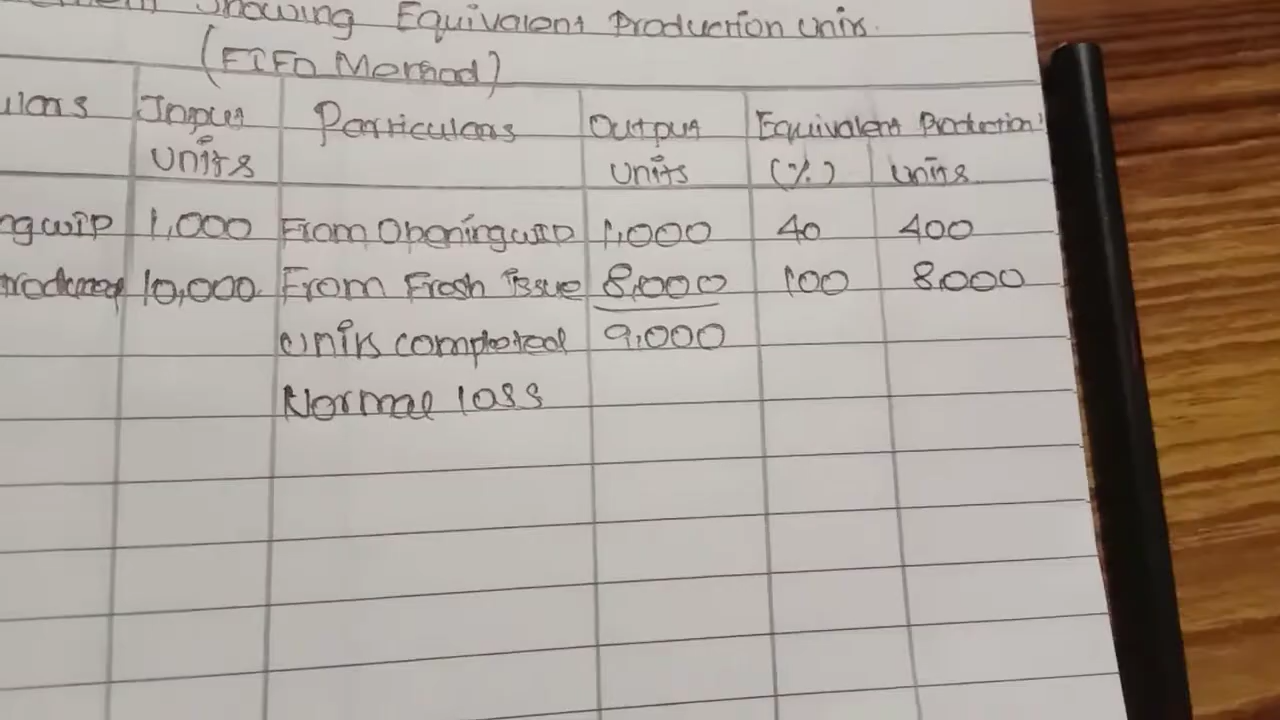 Showing Equivalent Production Units.
(FIFO Method)
Input Particulars Output Equivalent Production
Units Units (%) Units
ng WIP 1,000 From Opening WIP 1,000 40 400
10,000 From Fresh Issue 8,000 100 8,000
Units completed 9,000
Normal loss